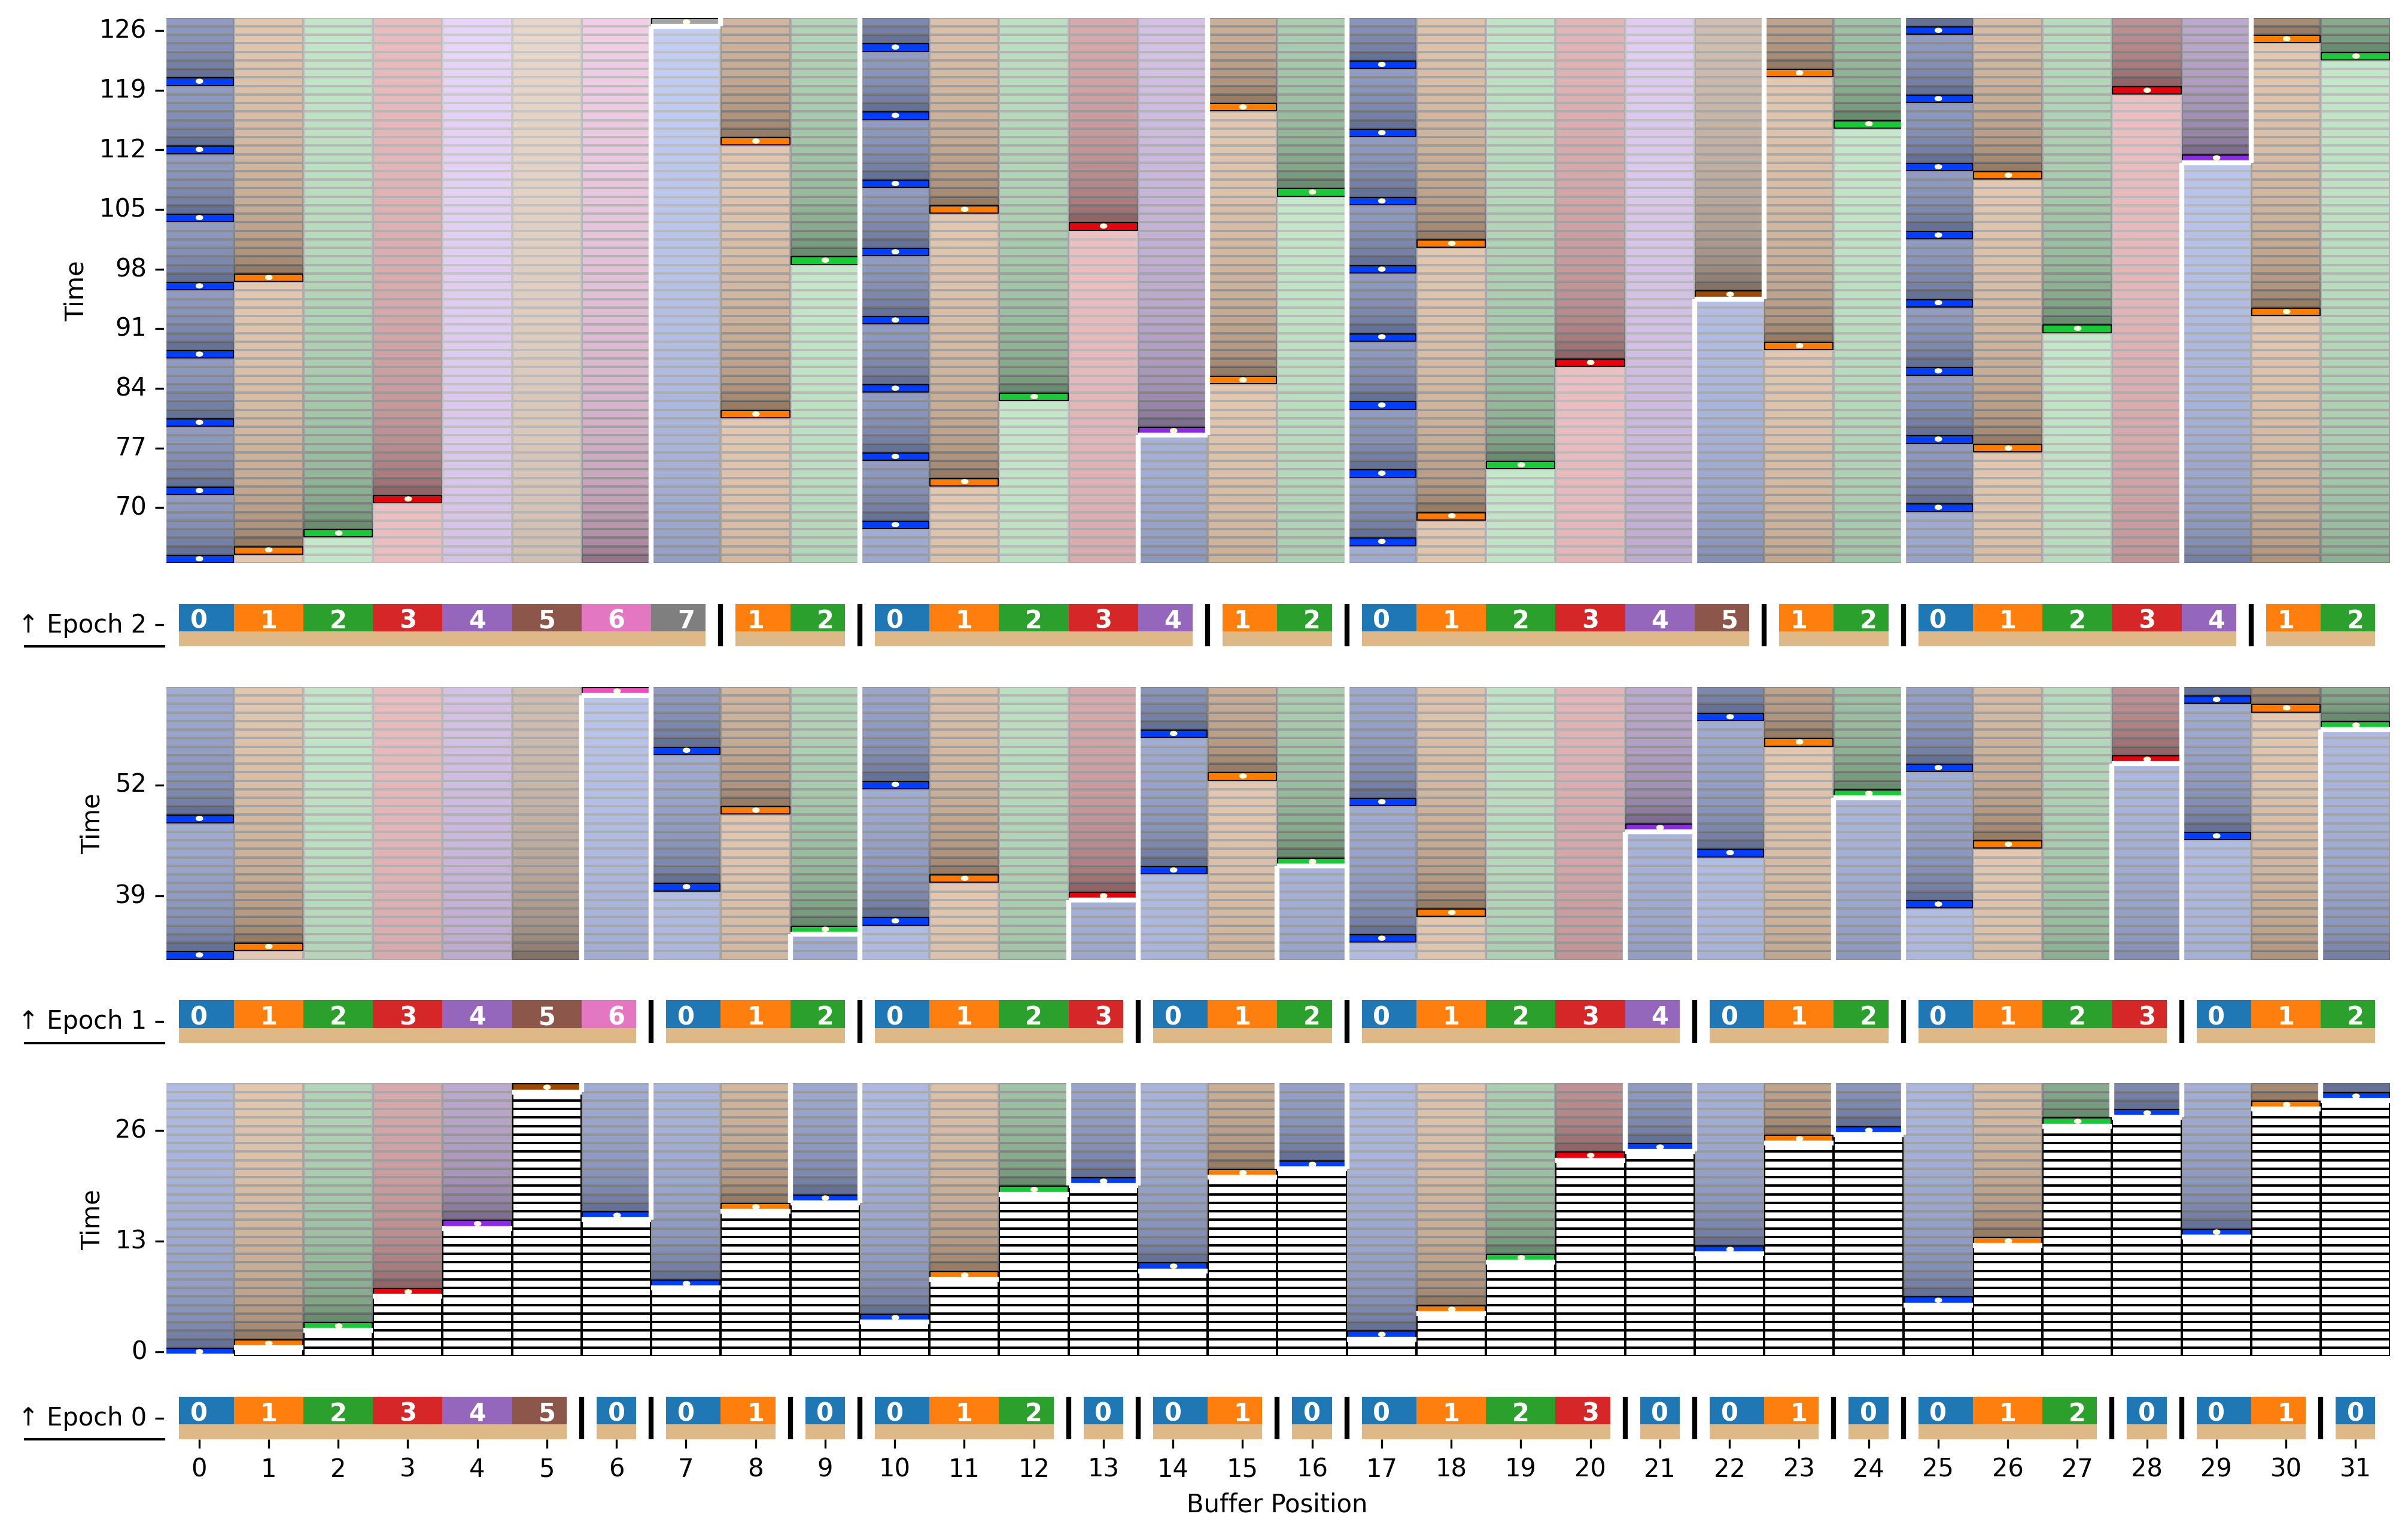 126
119
112
105
98
91
84
77
70
Time
↑ Epoch 2
0 1 2 3 4 5 6 7 1 2 0 1 2 3 4 1 2 0 1 2 3 4 5 1 2 0 1 2 3 4 1 2
52
39
Time
↑ Epoch 1
0 1 2 3 4 5 6 0 1 2 0 1 2 3 0 1 2 0 1 2 3 4 0 1 2 0 1 2 3 0 1 2
26
13
0
Time
↑ Epoch 0
0 1 2 3 4 5 0 0 1 0 0 1 2 0 0 1 0 0 1 2 3 0 0 1 0 0 1 2 0 0 1 0
0 1 2 3 4 5 6 7 8 9 10 11 12 13 14 15 16 17 18 19 20 21 22 23 24 25 26 27 28 29 30 31
Buffer Position